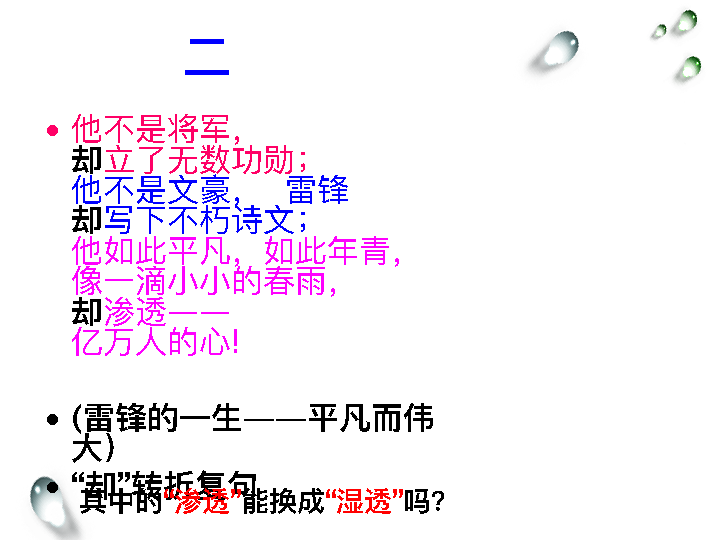 二
• 他不是将军，
却立了无数功勋；
他不是文豪， 雷锋
却写下不朽诗文；
他如此平凡，如此年青，
像一滴小小的春雨，
却渗透——
亿万人的心!
• (雷锋的一生——平凡而伟
大)
• “却”转折复句
其中的“渗透”能换成“湿透”吗?